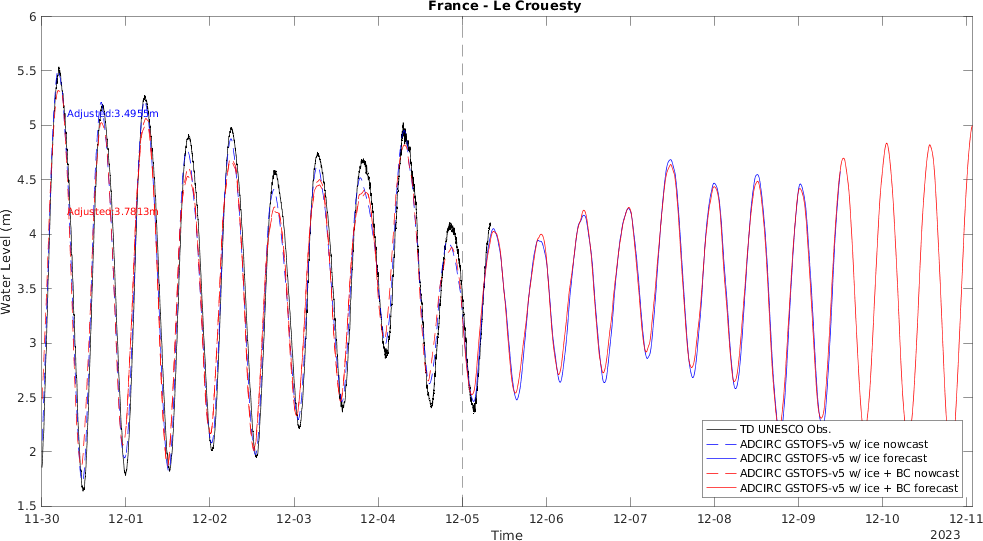 France - Le Crouesty
6
5.5
5
4.5
4
3.5
3
2.5
2
1.5
Water Level (m)
Adjusted:3.4955m
Adjusted:3.7813m
TD UNESCO Obs.
ADCIRC GSTOFS-v5 w/ ice nowcast
ADCIRC GSTOFS-v5 w/ ice forecast
ADCIRC GSTOFS-v5 w/ ice + BC nowcast
ADCIRC GSTOFS-v5 w/ ice + BC forecast
11-30 12-01 12-02 12-03 12-04 12-05 12-06 12-07 12-08 12-09 12-10 12-11
Time
2023